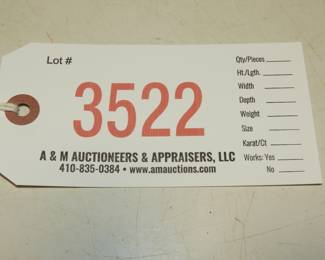 Lot #
3522
A & M AUCTIONEERS & APPRAISERS, LLC
410-835-0384 • www.amauctions.com
Qty/Pieces
Ht./Lgth.
Width
Depth
Weight
Size
Karat/Ct
Works: Yes
No